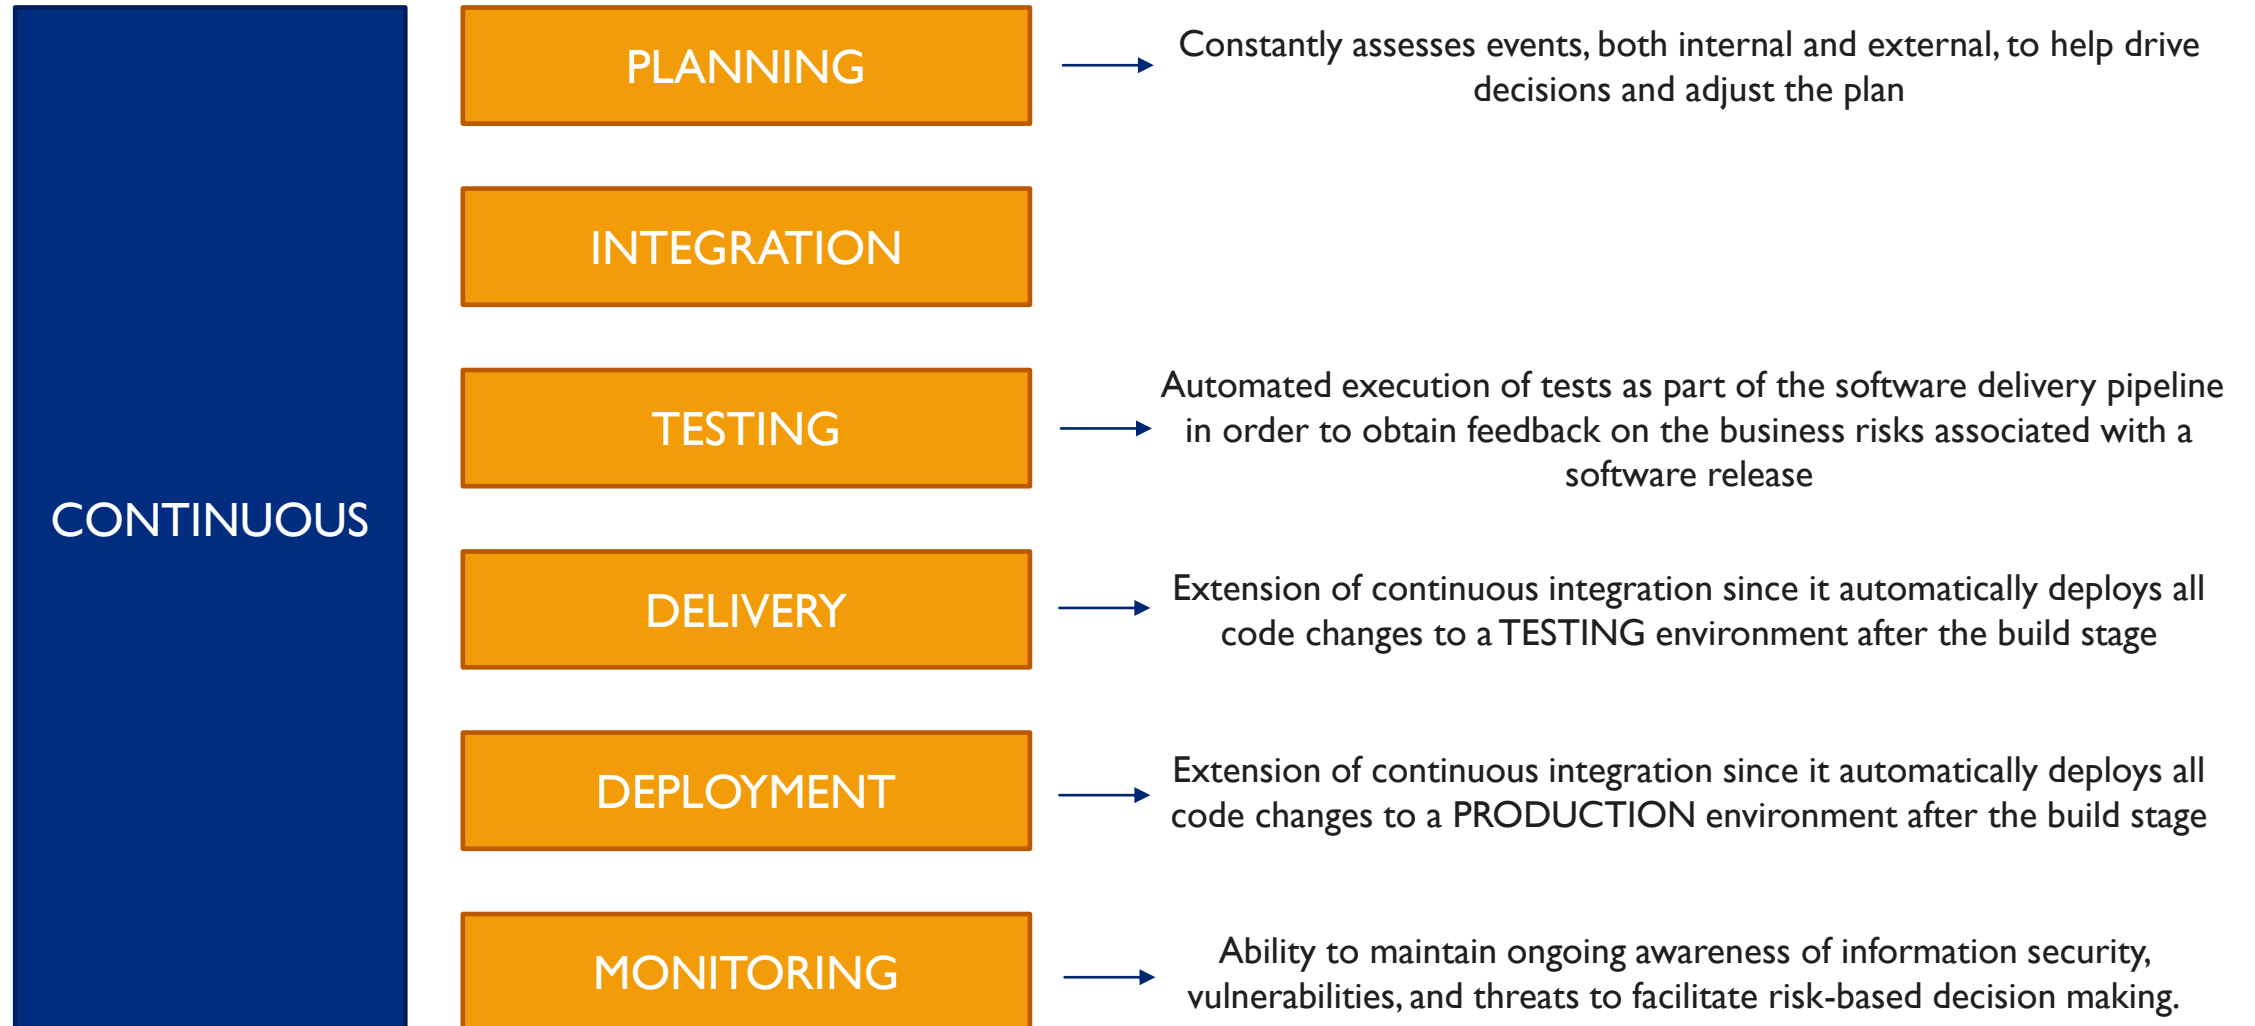 CONTINUOUS
PLANNING
Constantly assesses events, both internal and external, to help drive
decisions and adjust the plan
INTEGRATION
TESTING
Automated execution of tests as part of the software delivery pipeline
in order to obtain feedback on the business risks associated with a
software release
DELIVERY
Extension of continuous integration since it automatically deploys all
code changes to a TESTING environment after the build stage
DEPLOYMENT
Extension of continuous integration since it automatically deploys all
code changes to a PRODUCTION environment after the build stage
MONITORING
Ability to maintain ongoing awareness of information security,
vulnerabilities, and threats to facilitate risk-based decision making.